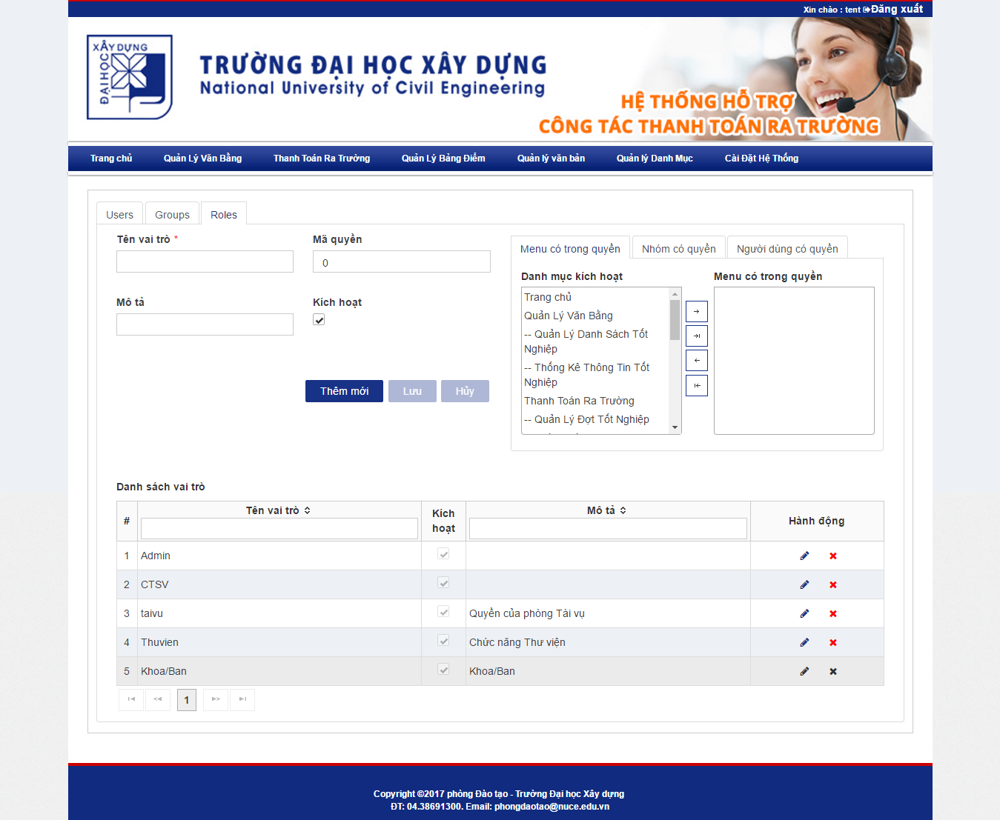 Xin chào : tent Đăng xuất
XÂY DỰNG
ĐẠI HỌC
TRƯỜNG ĐẠI HỌC XÂY DỰNG
National University of Civil Engineering
HỆ THỐNG HỖ TRỢ
CÔNG TÁC THANH TOÁN RA TRƯỜNG
Trang chủ Quản Lý Văn Bằng Thanh Toán Ra Trường Quản Lý Bảng Điểm Quản lý văn bản Quản lý Danh Mục Cài Đặt Hệ Thống
Users Groups Roles
Tên vai trò * Mã quyền
0
Mô tả Kích hoạt
Thêm mới Lưu Hủy
Menu có trong quyền Nhóm có quyền Người dùng có quyền
Danh mục kích hoạt Menu có trong quyền
Trang chủ
Quản Lý Văn Bằng
-- Quản Lý Danh Sách Tốt
Nghiệp
-- Thống Kê Thông Tin Tốt
Nghiệp
Thanh Toán Ra Trường
-- Quản Lý Đợt Tốt Nghiệp
Danh sách vai trò
# Tên vai trò Kích hoạt Mô tả Hành động
1 Admin
2 CTSV
3 taivu Quyền của phòng Tài vụ
4 Thuvien Chức năng Thư viện
5 Khoa/Ban Khoa/Ban
1
Copyright ©2017 phòng Đào tạo - Trường Đại học Xây dựng
ĐT: 04.38691300. Email: phongdaotao@nuce.edu.vn